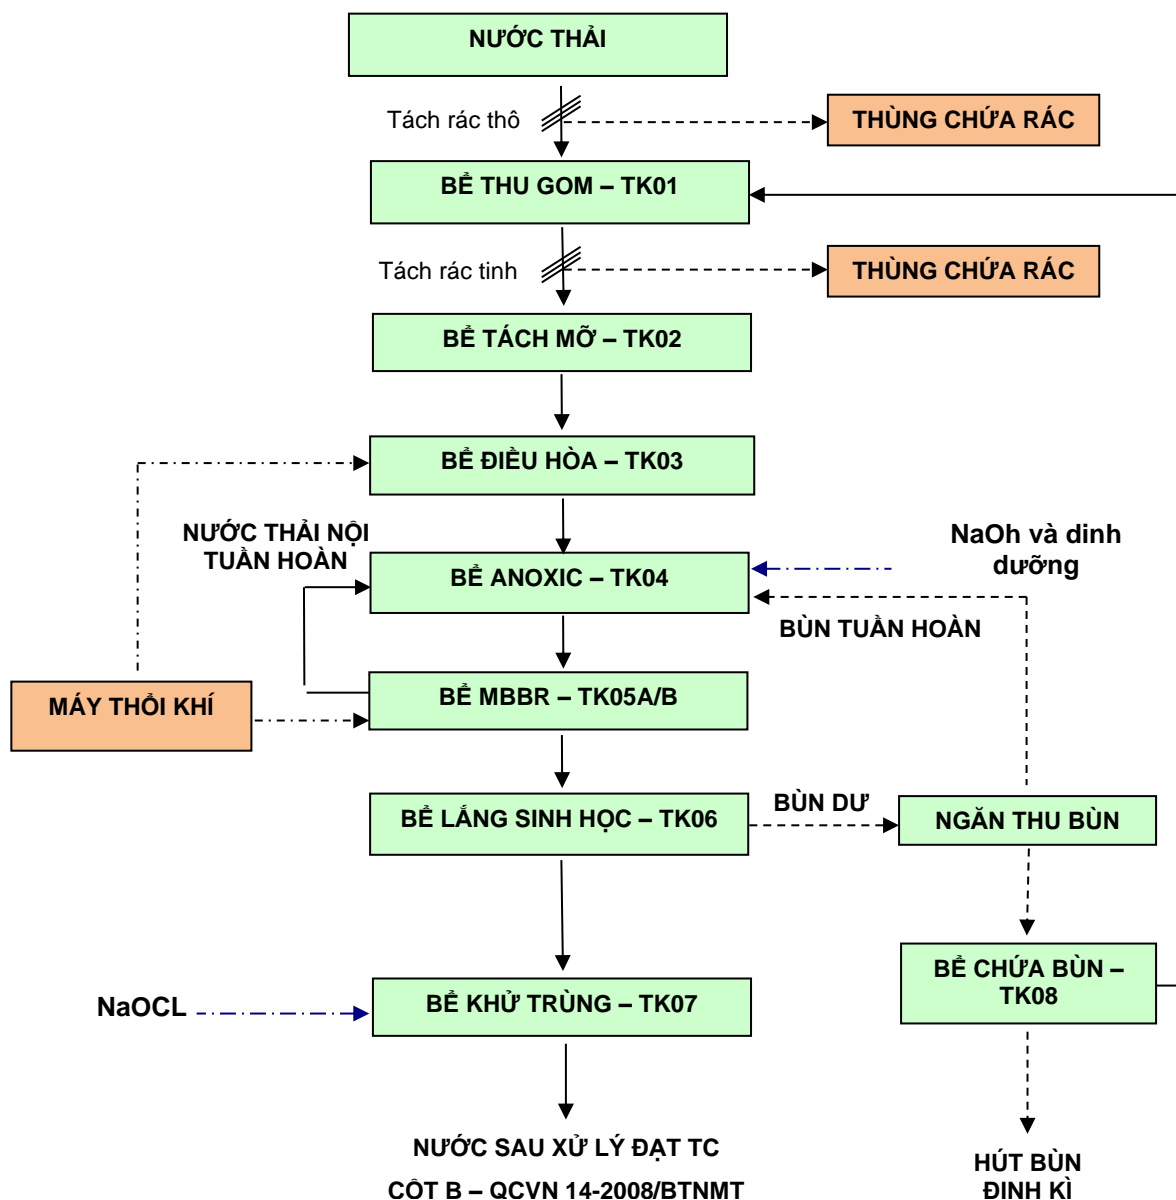 NƯỚC THẢI
Tách rác thô
THÙNG CHỨA RÁC
BỂ THU GOM – TK01
Tách rác tinh
THÙNG CHỨA RÁC
BỂ TÁCH MỠ – TK02
BỂ ĐIỀU HÒA – TK03
NƯỚC THẢI NỘI
TUẦN HOÀN
NaOh và dinh
dưỡng
BỂ ANOXIC – TK04
BÙN TUẦN HOÀN
MÁY THỔI KHÍ
BỂ MBBR – TK05A/B
BỂ LẮNG SINH HỌC – TK06
BÙN DƯ
NGĂN THU BÙN
BỂ CHỨA BÙN –
TK08
NaOCL
BỂ KHỬ TRÙNG – TK07
NƯỚC SAU XỬ LÝ ĐẠT TC
CỘT B – QCVN 14-2008/BTNMT
HÚT BÙN
ĐỊNH KÌ